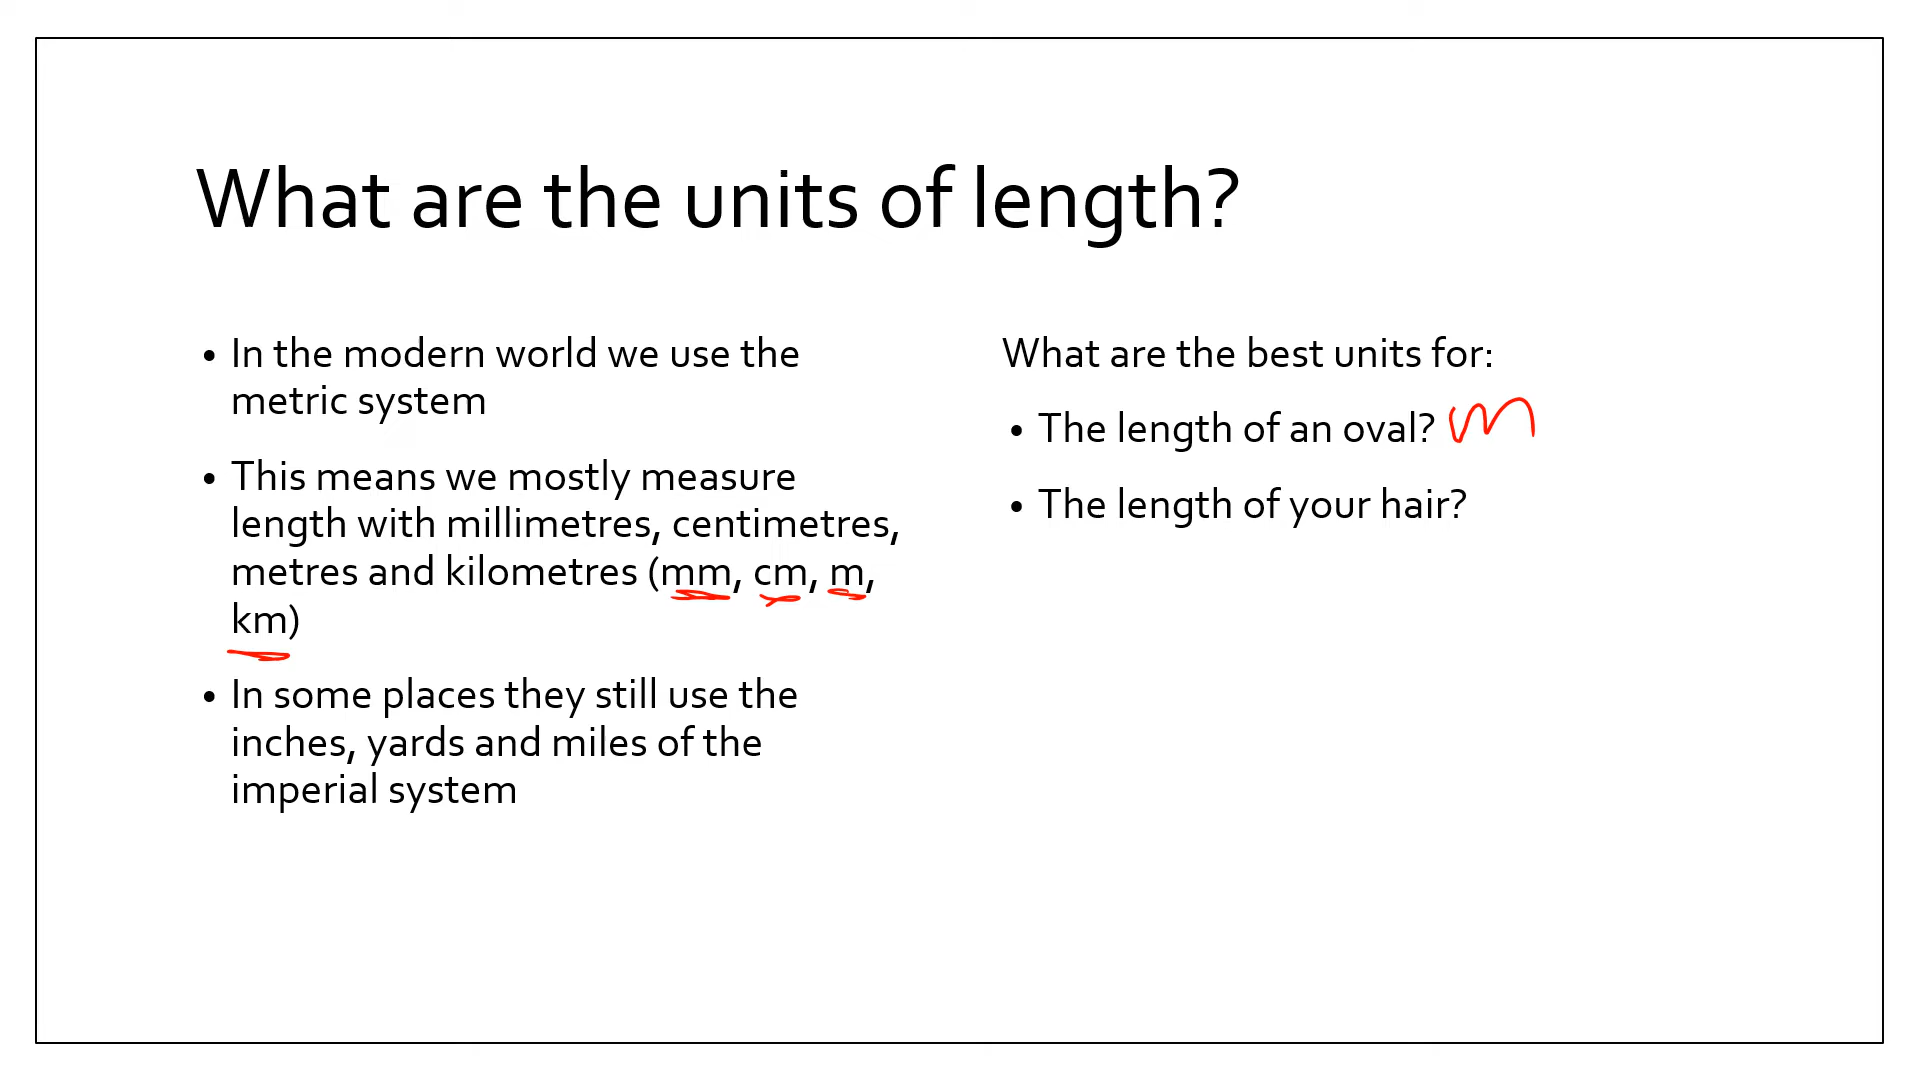 What are the units of length?
• In the modern world we use the
metric system
• This means we mostly measure
length with millimetres, centimetres,
metres and kilometres (mm, cm, m,
km)
• In some places they still use the
inches, yards and miles of the
imperial system
What are the best units for:
• The length of an oval? m
• The length of your hair?